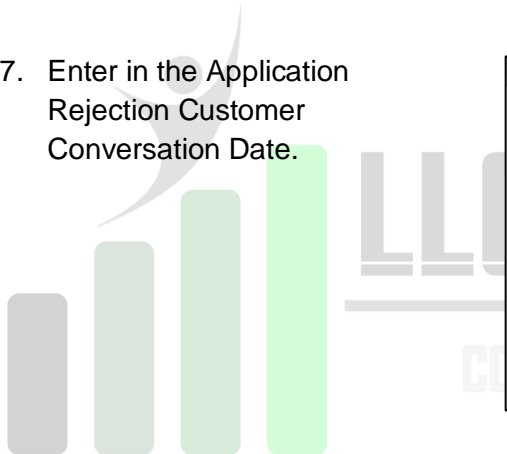 7. Enter in the Application
Rejection Customer
Conversation Date.